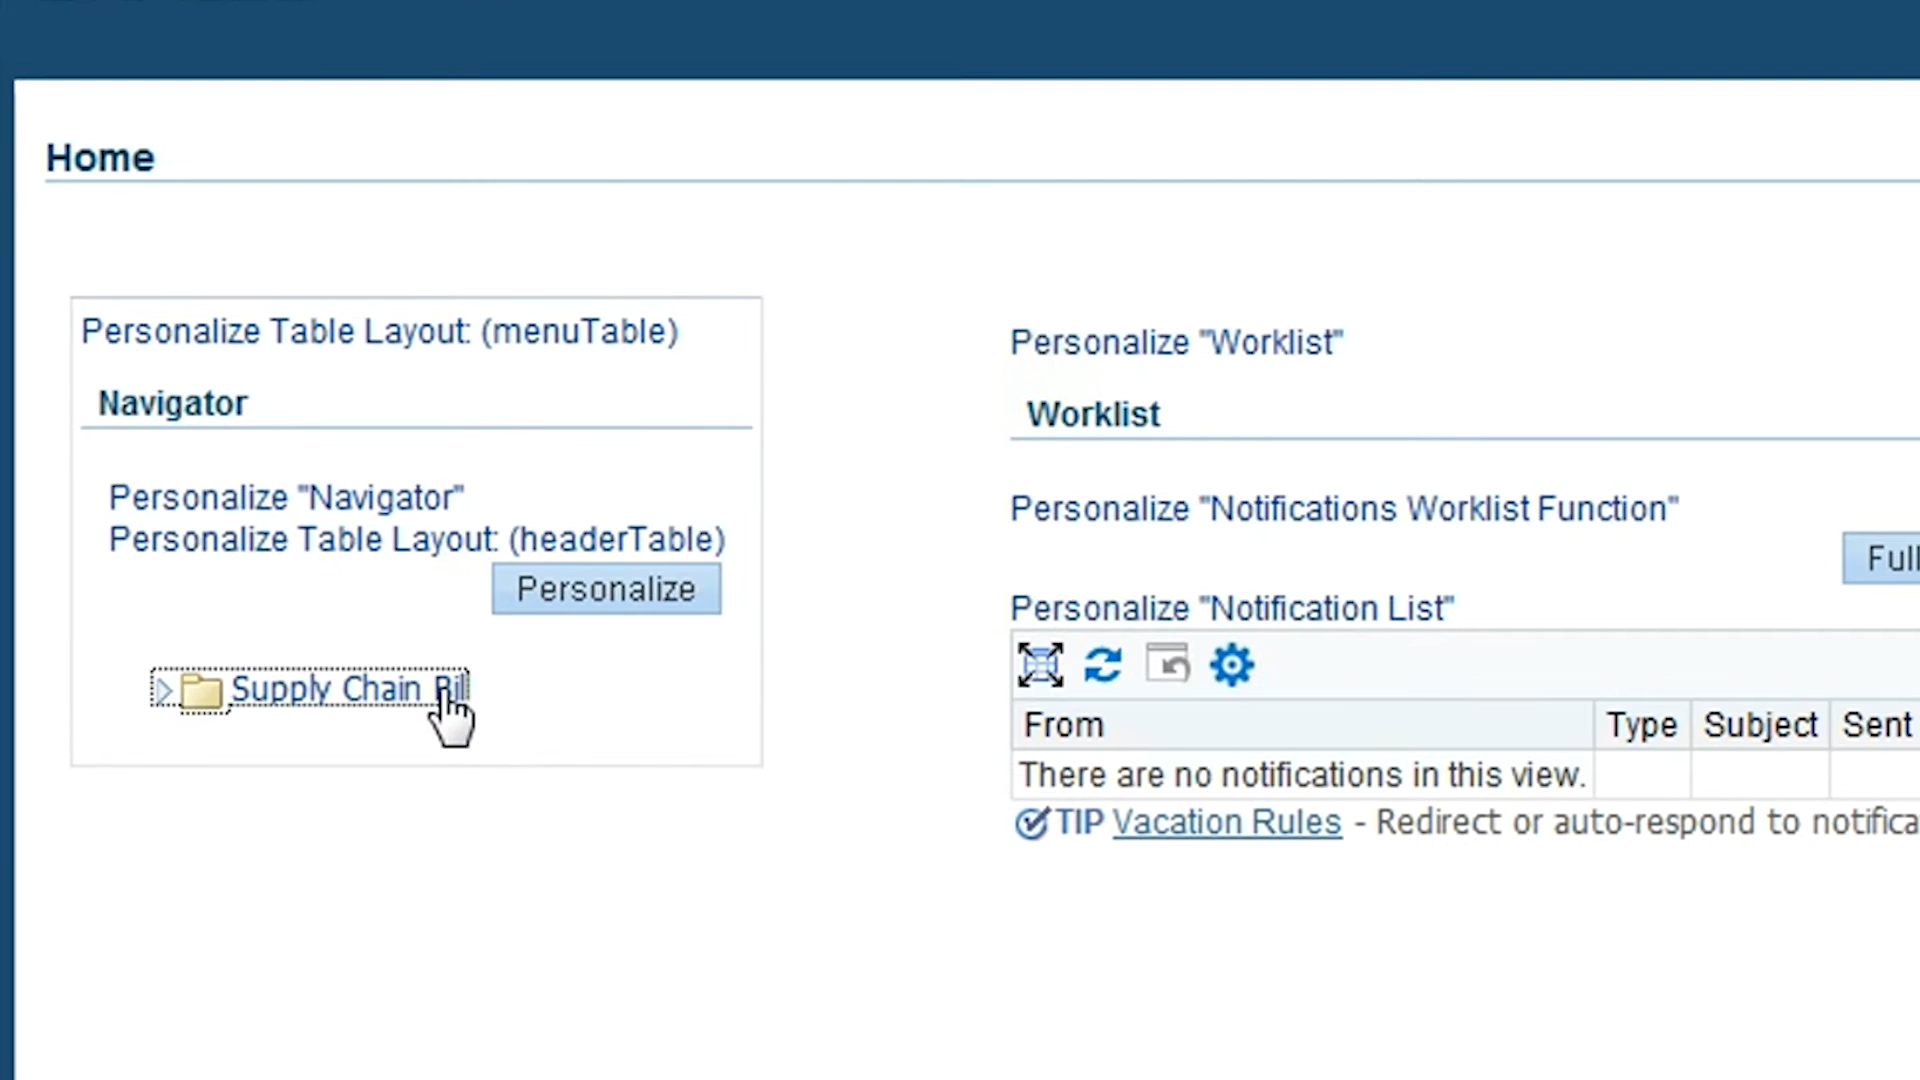 Home
Personalize Table Layout: (menuTable)
Navigator
Personalize "Navigator"
Personalize Table Layout: (headerTable)
Personalize
Supply Chain Bill
Personalize "Worklist"
Worklist
Personalize "Notifications Worklist Function"
Full
Personalize "Notification List"
From Type Subject Sent
There are no notifications in this view.
TIP Vacation Rules - Redirect or auto-respond to notifica